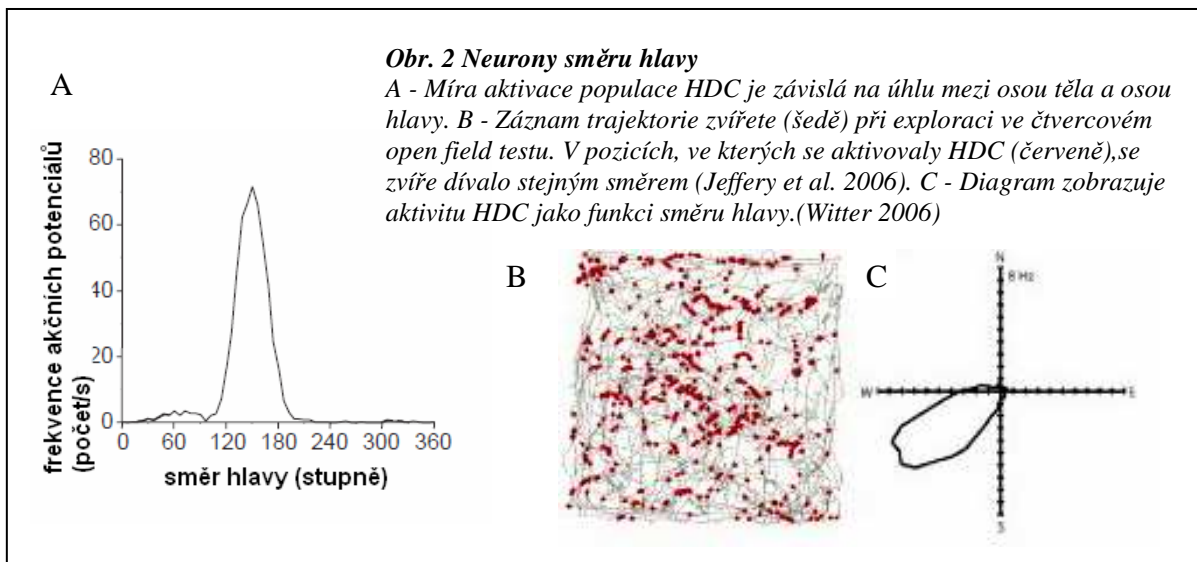 Obr. 2 Neurony směru hlavy
A - Míra aktivace populace HDC je závislá na úhlu mezi osou těla a osou
hlavy. B - Záznam trajektorie zvířete (šedě) při exploraci ve čtvercovém
open field testu. V pozicích, ve kterých se aktivovaly HDC (červeně),se
zvíře dívalo stejným směrem (Jeffery et al. 2006). C - Diagram zobrazuje
aktivitu HDC jako funkci směru hlavy.(Witter 2006)
A
frekvence akčních potenciálů
(počet/s)
80
60
40
20
0
0 60 120 180 240 300 360
směr hlavy (stupně)
B
C
N
8 Hz
W
E
S